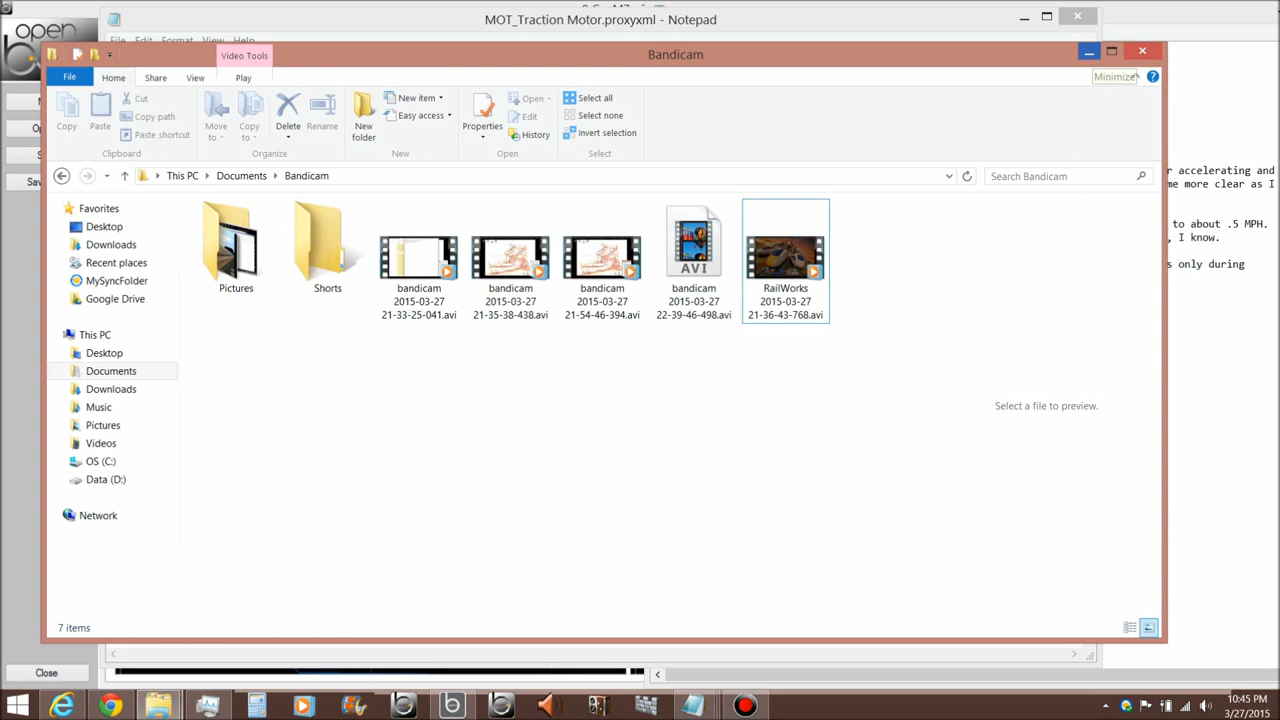 MOT_Traction Motor.proxyxml - Notepad
open
File Edit Format View Help
Video Tools
Bandicam
File Home Share View Play
Minimize
Copy
Paste
Cut
Copy path
Paste shortcut
Clipboard
Move to
Copy to
Delete
Rename
Organize
New folder
New item
Easy access
New
Properties
Open
Edit
History
Open
Select all
Select none
Invert selection
Select
This PC Documents Bandicam
Search Bandicam
r accelerating and
me more clear as I
to about .5 MPH.
, I know.
s only during
Favorites
Desktop
Downloads
Recent places
MySyncFolder
Google Drive
This PC
Desktop
Documents
Downloads
Music
Pictures
Videos
OS (C:)
Data (D:)
Network
Pictures
Shorts
bandicam
2015-03-27
21-33-25-041.avi
bandicam
2015-03-27
21-35-38-438.avi
bandicam
2015-03-27
21-54-46-394.avi
AVI
bandicam
2015-03-27
22-39-46-498.avi
RailWorks
2015-03-27
21-36-43-768.avi
Select a file to preview.
7 items
Close
10:45 PM
3/27/2015